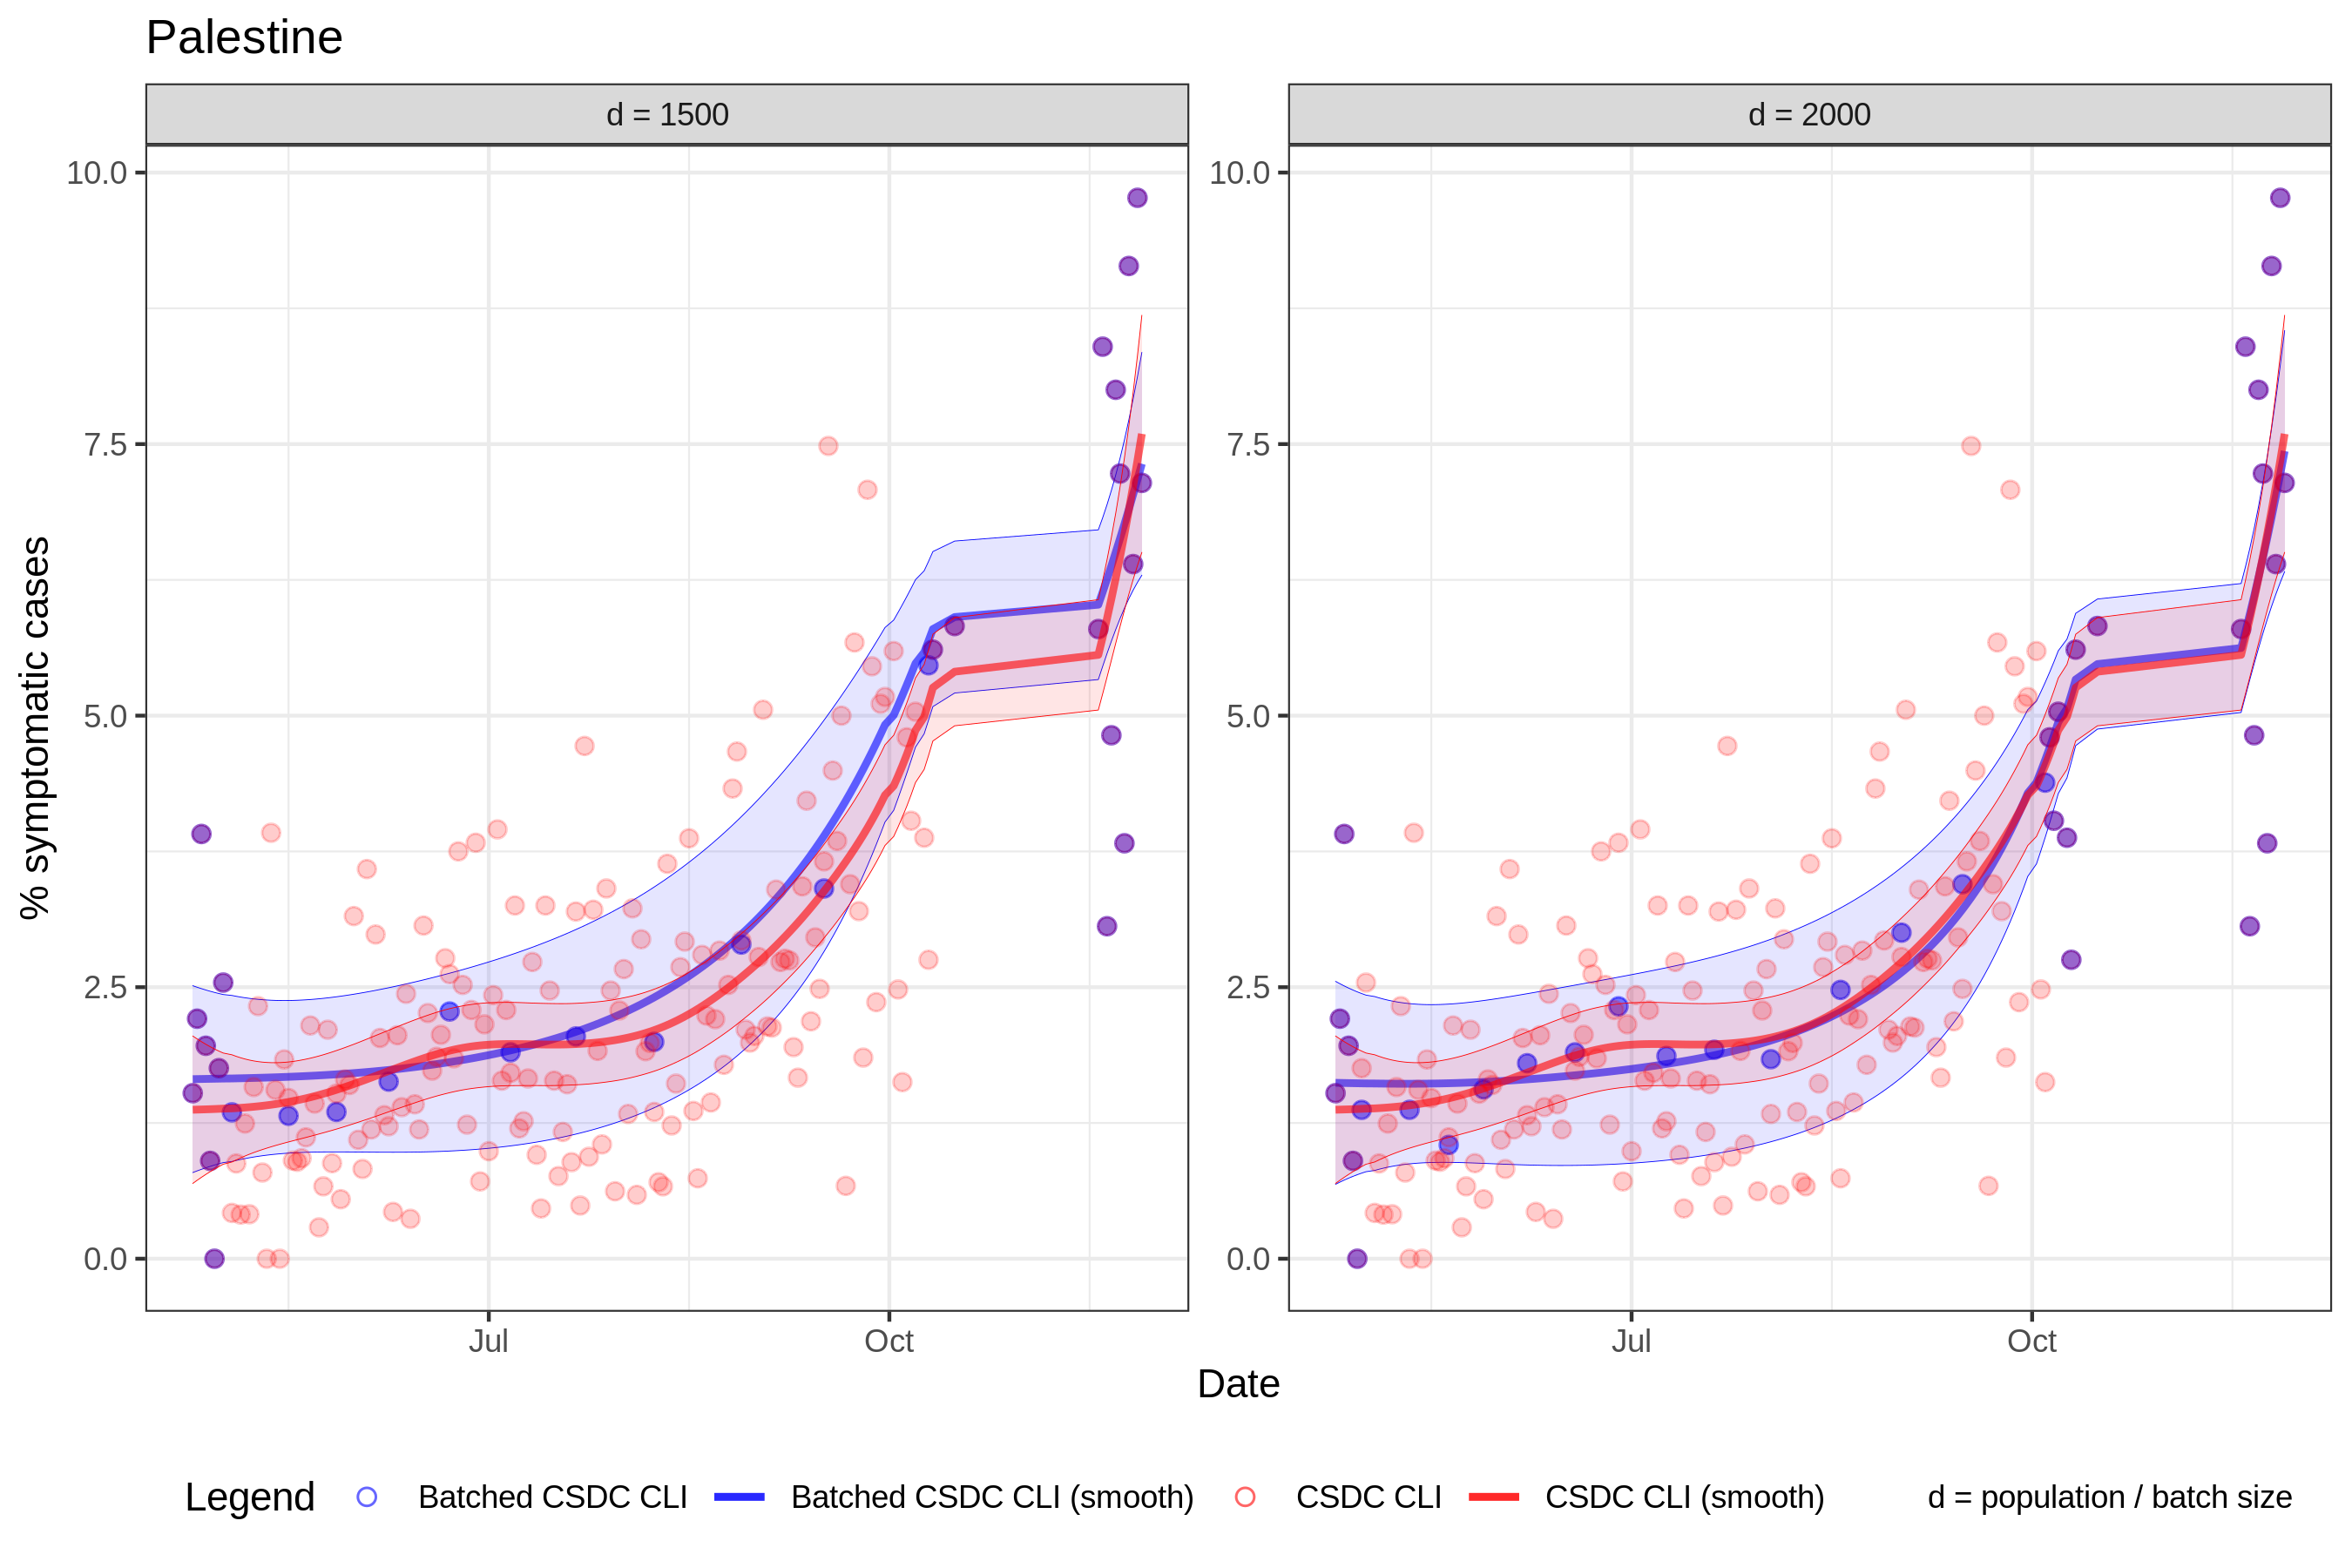 Palestine
d = 1500
d = 2000
% symptomatic cases
10.0
7.5
5.0
2.5
0.0
10.0
7.5
5.0
2.5
0.0
Jul
Oct
Jul
Oct
Date
Legend
Batched CSDC CLI
Batched CSDC CLI (smooth)
CSDC CLI
CSDC CLI (smooth)
d = population / batch size